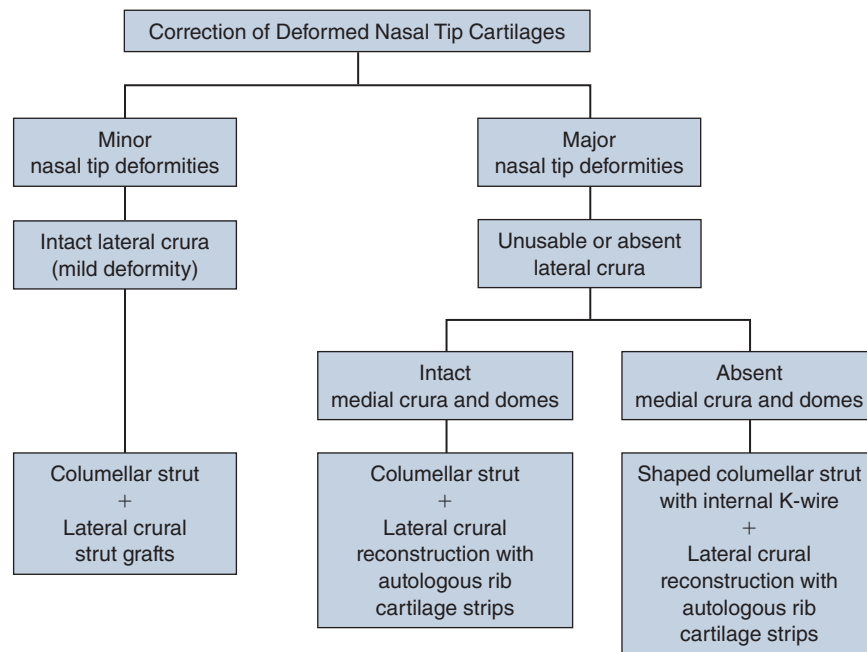 Correction of Deformed Nasal Tip Cartilages
Minor
nasal tip deformities
Major
nasal tip deformities
Intact lateral crura
(mild deformity)
Unusable or absent
lateral crura
Intact
medial crura and domes
Absent
medial crura and domes
Columellar strut
+
Lateral crural
strut grafts
Columellar strut
+
Lateral crural
reconstruction with
autologous rib
cartilage strips
Shaped columellar strut
with internal K-wire
+
Lateral crural
reconstruction with
autologous rib
cartilage strips